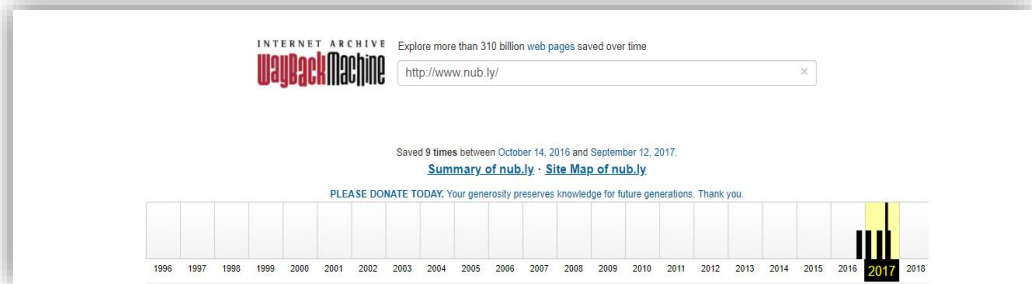 INTERNET ARCHIVE
WayBackMachine
Explore more than 310 billion web pages saved over time
http://www.nub.ly/ ×
Saved 9 times between October 14, 2016 and September 12, 2017.
Summary of nub.ly · Site Map of nub.ly
PLEASE DONATE TODAY. Your generosity preserves knowledge for future generations. Thank you.
1996 1997 1998 1999 2000 2001 2002 2003 2004 2005 2006 2007 2008 2009 2010 2011 2012 2013 2014 2015 2016 2017 2018